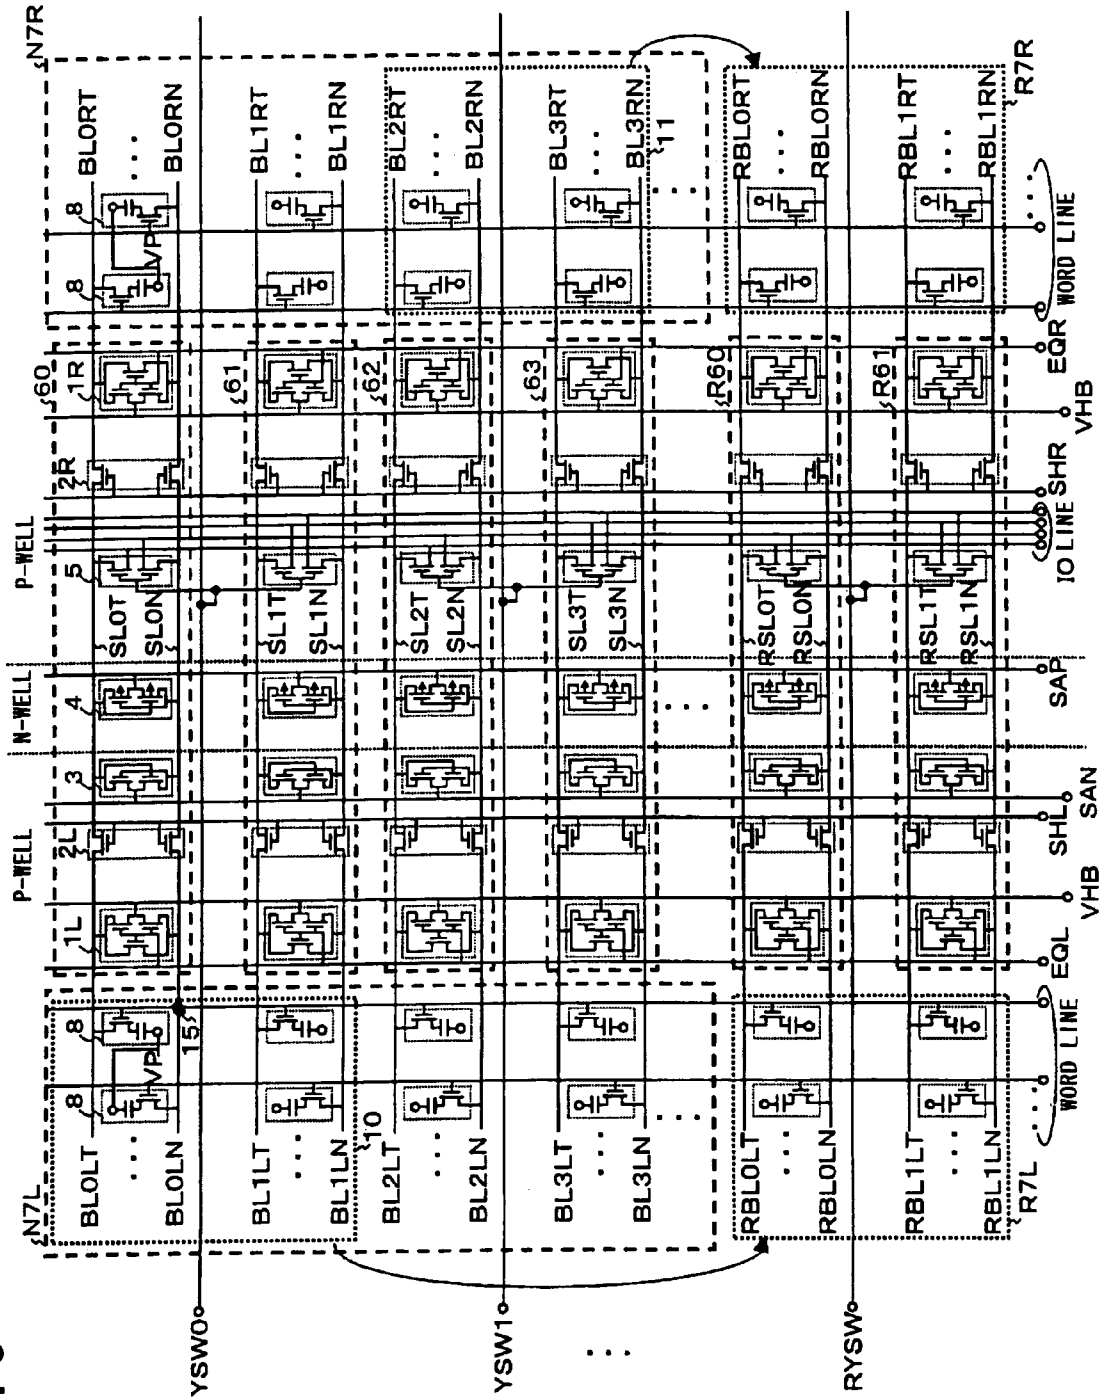 N7R
BL0RT
BL0RN
BL1RT
BL1RN
BL2RT
BL2RN
BL3RT
BL3RN
11
RBL0RT
RBL0RN
RBL1RT
RBL1RN
R7R
8
VP
8
WORD LINE
60
1R
61
62
63
R60
R61
EQR
VHB
2R
SHR
P-WELL
5
IO LINE
SL0T
SL0N
SL1T
SL1N
SL2T
SL2N
SL3T
SL3N
RSL0T
RSL0N
RSL1T
RSL1N
N-WELL
4
SAP
3
SAN
P-WELL
2L
SHL
VHB
1L
EQL
8
VP
8
15
10
WORD LINE
N7L
BL0LT
BL0LN
BL1LT
BL1LN
BL2LT
BL2LN
BL3LT
BL3LN
RBL0LT
RBL0LN
RBL1LT
RBL1LN
R7L
YSW0
YSW1
RYSW